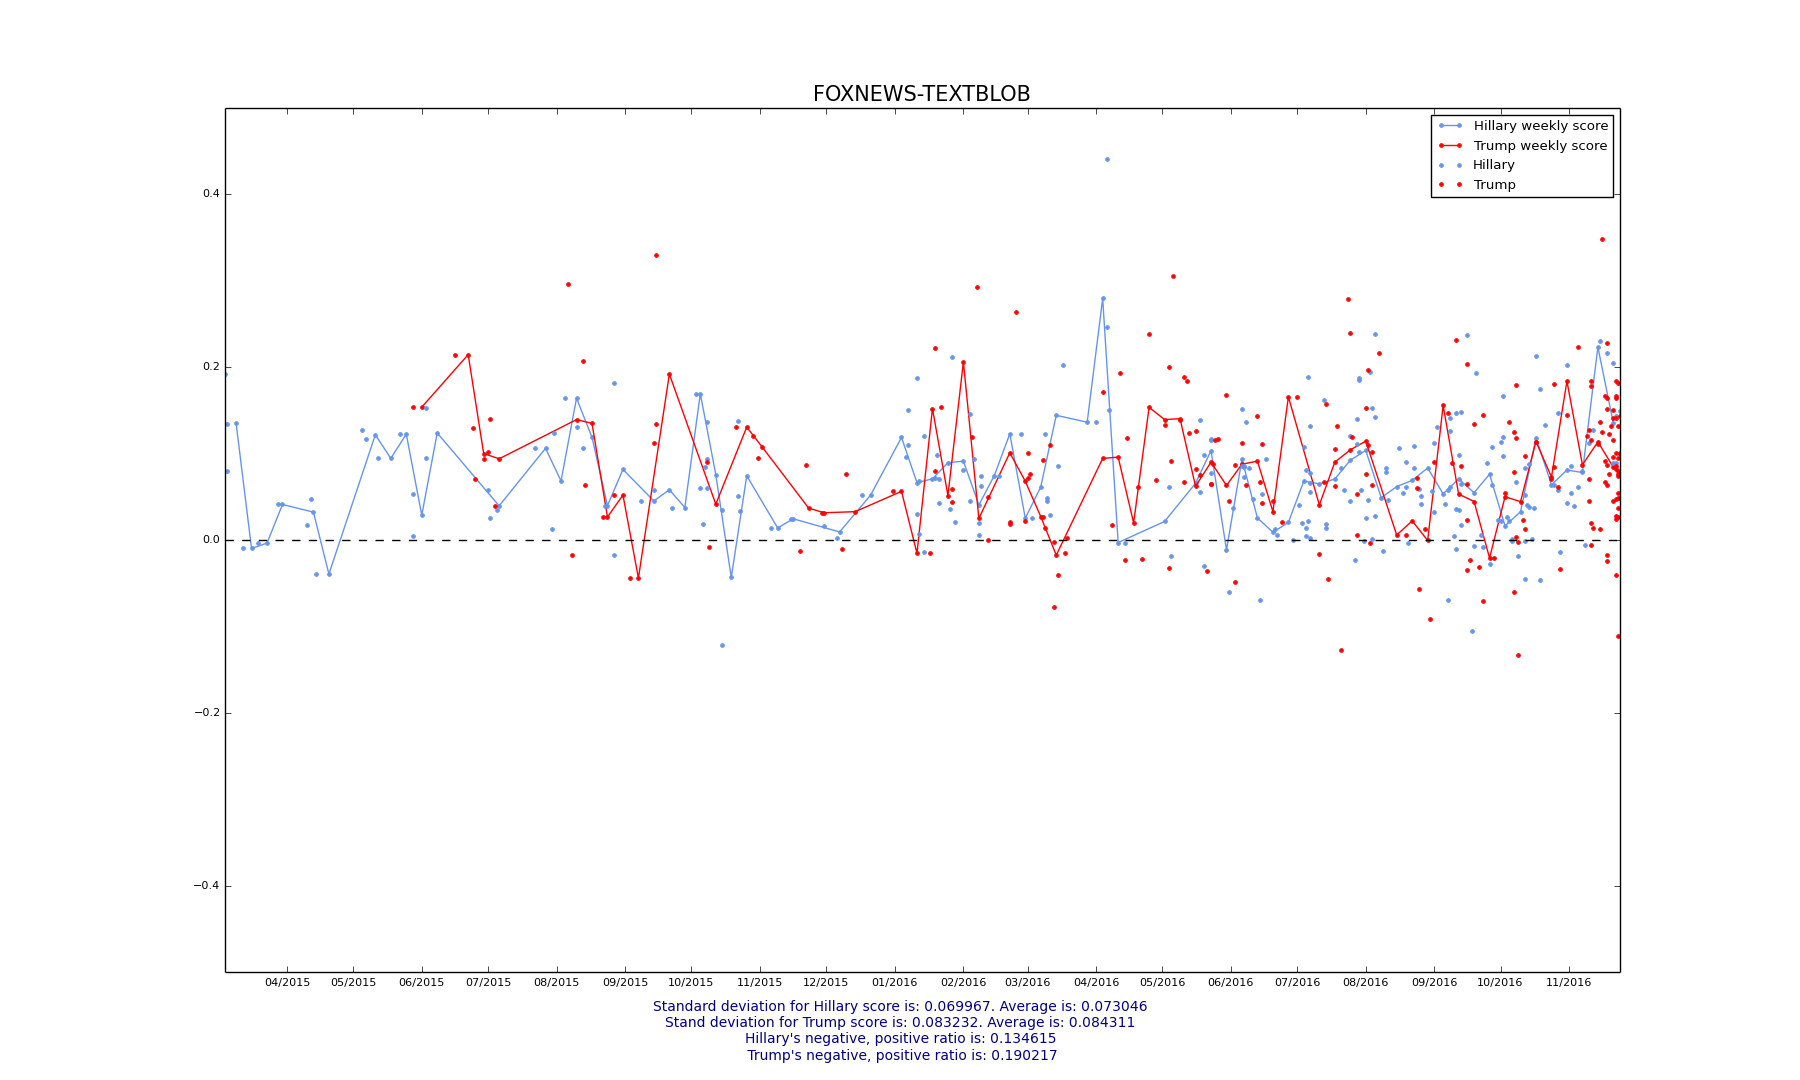 FOXNEWS-TEXTBLOB
Hillary weekly score
Trump weekly score
Hillary
Trump
0.4
0.2
0.0
−0.2
−0.4
04/2015 05/2015 06/2015 07/2015 08/2015 09/2015 10/2015 11/2015 12/2015 01/2016 02/2016 03/2016 04/2016 05/2016 06/2016 07/2016 08/2016 09/2016 10/2016 11/2016
Standard deviation for Hillary score is: 0.069967. Average is: 0.073046
Stand deviation for Trump score is: 0.083232. Average is: 0.084311
Hillary's negative, positive ratio is: 0.134615
Trump's negative, positive ratio is: 0.190217